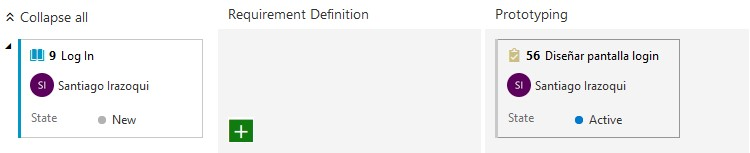 Collapse all
Requirement Definition
Prototyping
9 Log In
SI Santiago Irazoqui
State New
56 Diseñar pantalla login
SI Santiago Irazoqui
State Active